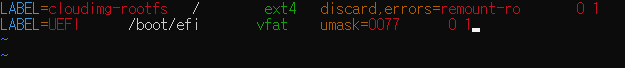 LABEL=cloudimg-rootfs / ext4 discard,errors=remount-ro 0 1
LABEL=UEFI /boot/efi vfat umask=0077 0 1
~
~